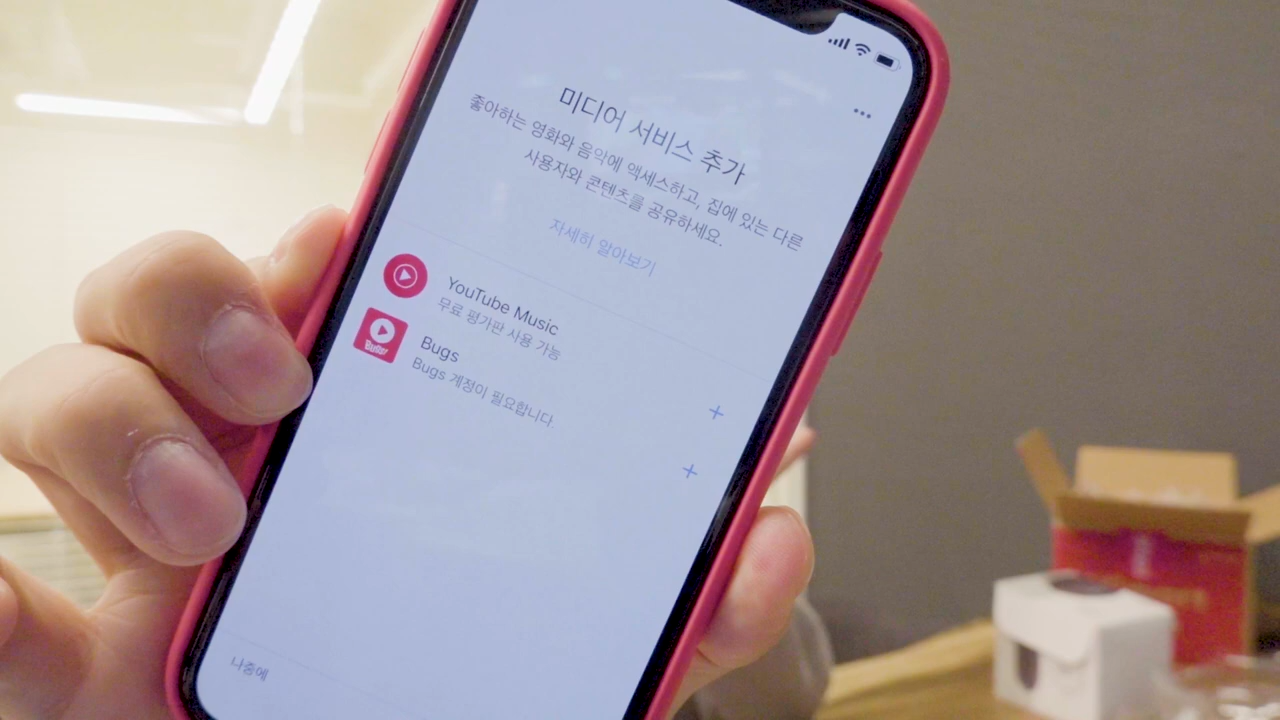 미디어 서비스 추가
좋아하는 영화와 음악에 액세스하고, 집에 있는 다른
사용자와 콘텐츠를 공유하세요.
자세히 알아보기
YouTube Music
무료 평가판 사용 가능
Bugs
Bugs 계정이 필요합니다.
나중에